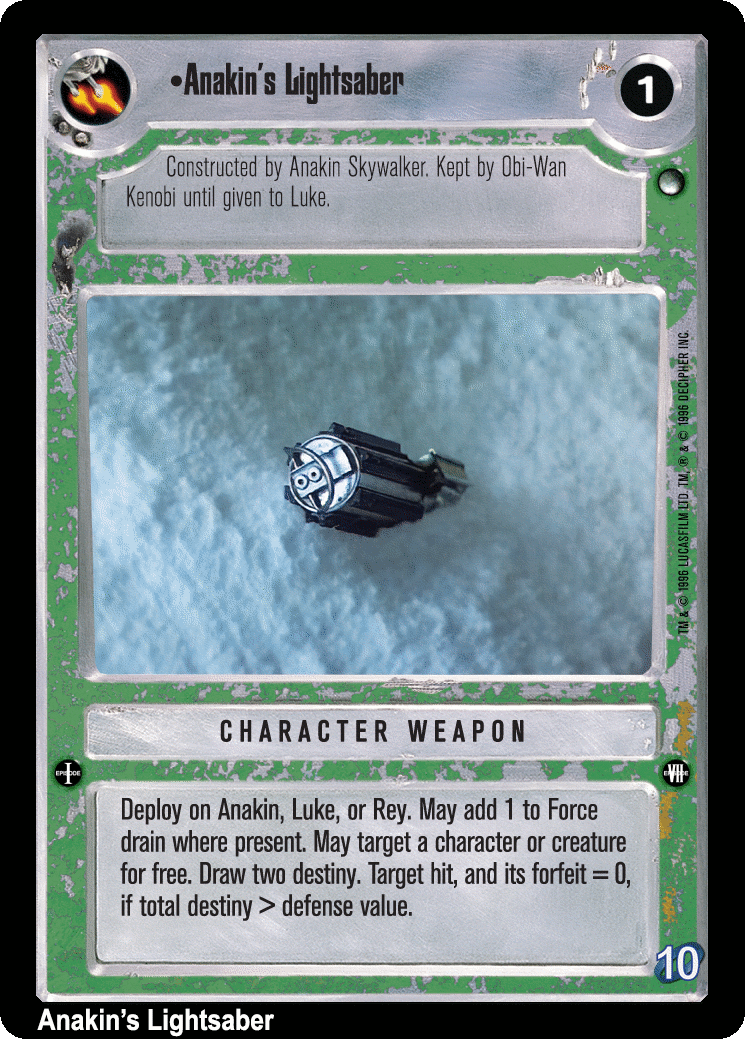 •Anakin's Lightsaber
1
Constructed by Anakin Skywalker. Kept by Obi-Wan
Kenobi until given to Luke.
TM & © 1996 LUCASFILM LTD. TM, ® & © 1996 DECIPHER INC.
CHARACTER WEAPON
EPISODE I
EPISODE VII
Deploy on Anakin, Luke, or Rey. May add 1 to Force
drain where present. May target a character or creature
for free. Draw two destiny. Target hit, and its forfeit = 0,
if total destiny > defense value.
10
Anakin's Lightsaber